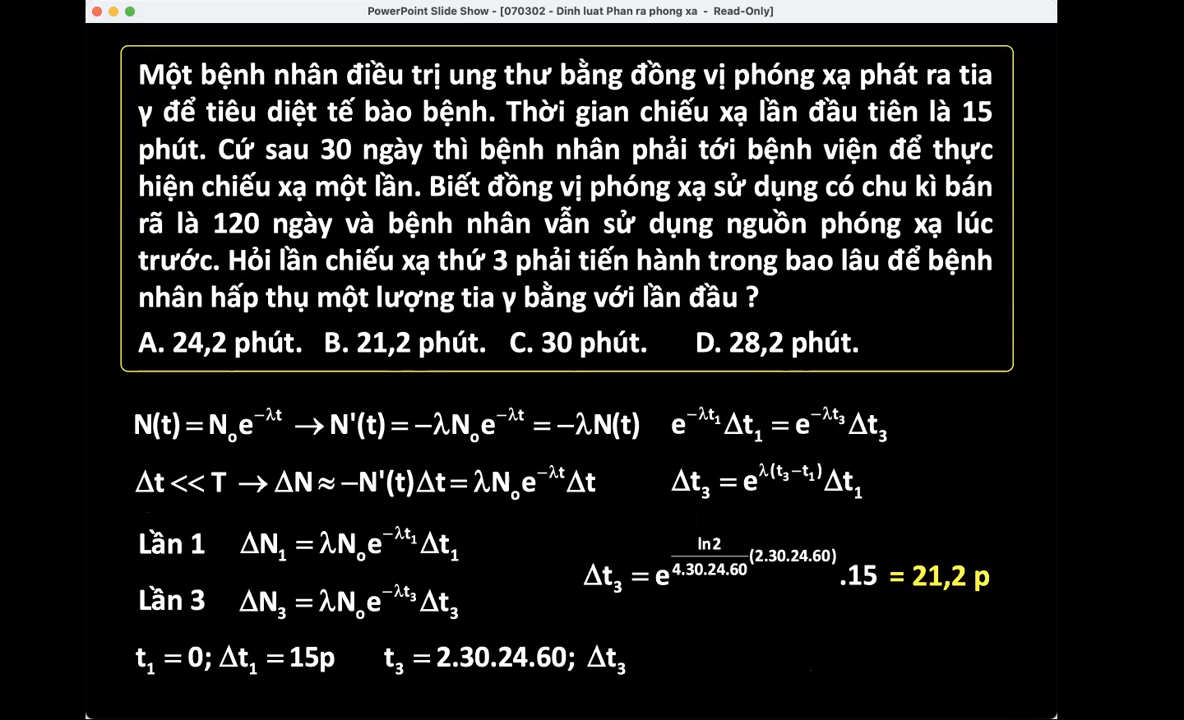 PowerPoint Slide Show - [070302 - Dinh luat Phan ra phong xa - Read-Only]
Một bệnh nhân điều trị ung thư bằng đồng vị phóng xạ phát ra tia
γ để tiêu diệt tế bào bệnh. Thời gian chiếu xạ lần đầu tiên là 15
phút. Cứ sau 30 ngày thì bệnh nhân phải tới bệnh viện để thực
hiện chiếu xạ một lần. Biết đồng vị phóng xạ sử dụng có chu kì bán
rã là 120 ngày và bệnh nhân vẫn sử dụng nguồn phóng xạ lúc
trước. Hỏi lần chiếu xạ thứ 3 phải tiến hành trong bao lâu để bệnh
nhân hấp thụ một lượng tia γ bằng với lần đầu ?
A. 24,2 phút. B. 21,2 phút. C. 30 phút. D. 28,2 phút.
N(t) = Nₒe^(−λt) → N'(t) = −λNₒe^(−λt) = −λN(t)
Δt << T → ΔN ≈ −N'(t)Δt = λNₒe^(−λt)Δt
Lần 1 ΔN₁ = λNₒe^(−λt₁)Δt₁
Lần 3 ΔN₃ = λNₒe^(−λt₃)Δt₃
t₁ = 0; Δt₁ = 15p t₃ = 2.30.24.60; Δt₃
e^(−λt₁)Δt₁ = e^(−λt₃)Δt₃
Δt₃ = e^(λ(t₃−t₁))Δt₁
Δt₃ = e^(ln2/4.30.24.60 (2.30.24.60)).15 = 21,2 p